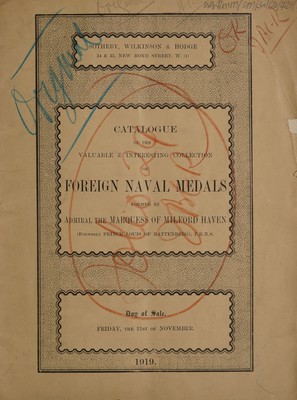 SOTHEBY, WILKINSON & HODGE
34 & 35, NEW BOND STREET, W. (1)
Original
CATALOGUE
OF THE
VALUABLE & INTERESTING COLLECTION
OF
FOREIGN NAVAL MEDALS
FORMED BY
ADMIRAL THE MARQUESS OF MILFORD HAVEN
(FORMERLY PRINCE LOUIS OF BATTENBERG, F.R.N.S.
Day of Sale.
FRIDAY, THE 21ST OF NOVEMBER.
1919.